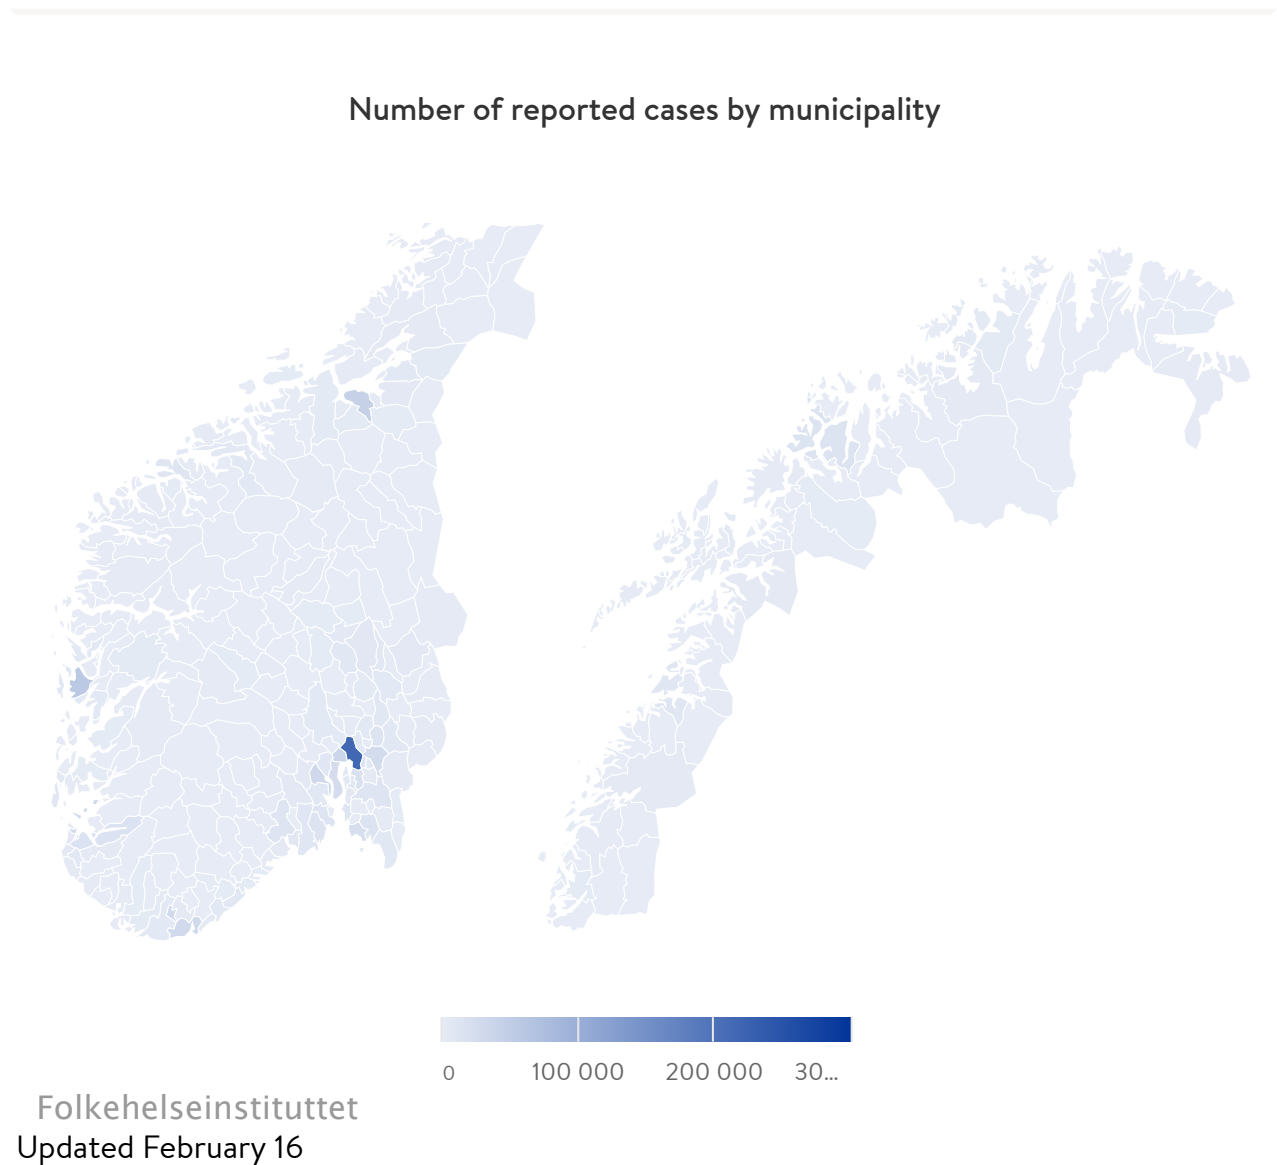 Number of reported cases by municipality
0 100 000 200 000 30...
Folkehelseinstituttet
Updated February 16